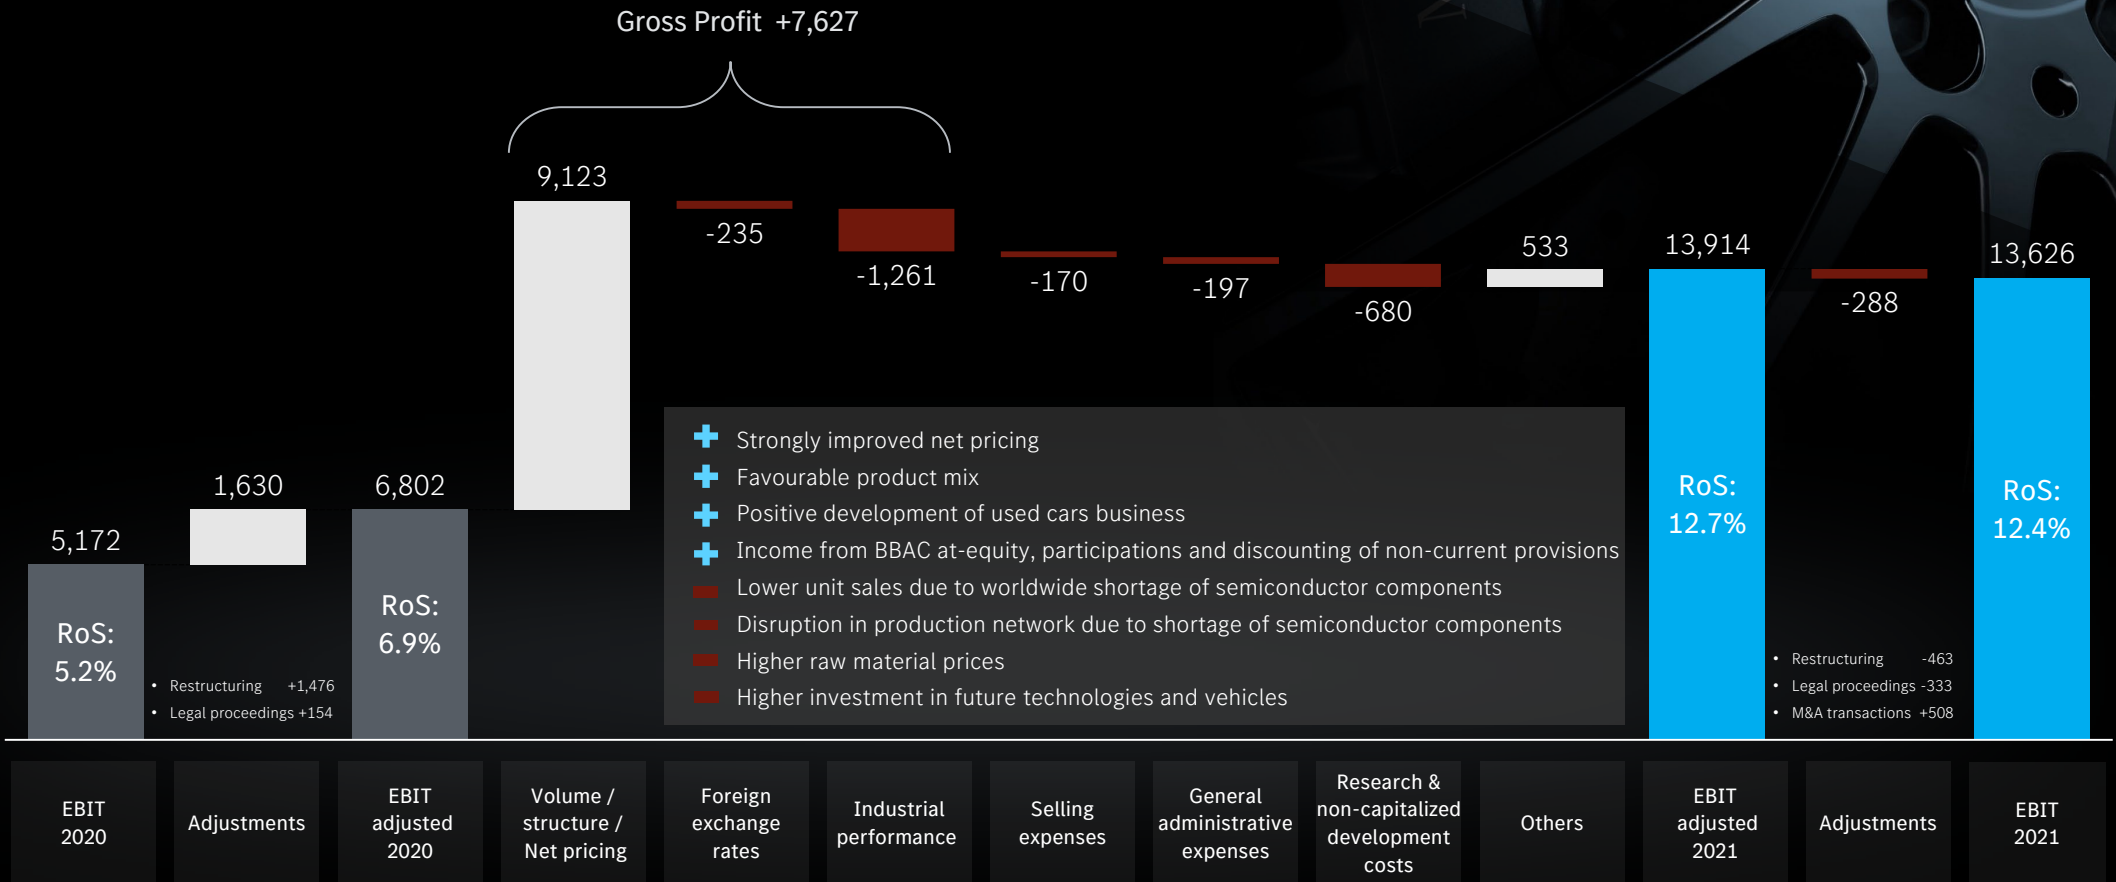 Gross Profit +7,627
9,123
-235
-1,261
-170
-197
-680
533
13,914
-288
13,626
1,630
6,802
5,172
RoS:
5.2%
RoS:
6.9%
RoS:
12.7%
RoS:
12.4%
Strongly improved net pricing
Favourable product mix
Positive development of used cars business
Income from BBAC at-equity, participations and discounting of non-current provisions
Lower unit sales due to worldwide shortage of semiconductor components
Disruption in production network due to shortage of semiconductor components
Higher raw material prices
Higher investment in future technologies and vehicles
• Restructuring +1,476
• Legal proceedings +154
• Restructuring -463
• Legal proceedings -333
• M&A transactions +508
EBIT
2020
Adjustments
EBIT
adjusted
2020
Volume /
structure /
Net pricing
Foreign
exchange
rates
Industrial
performance
Selling
expenses
General
administrative
expenses
Research &
non-capitalized
development
costs
Others
EBIT
adjusted
2021
Adjustments
EBIT
2021